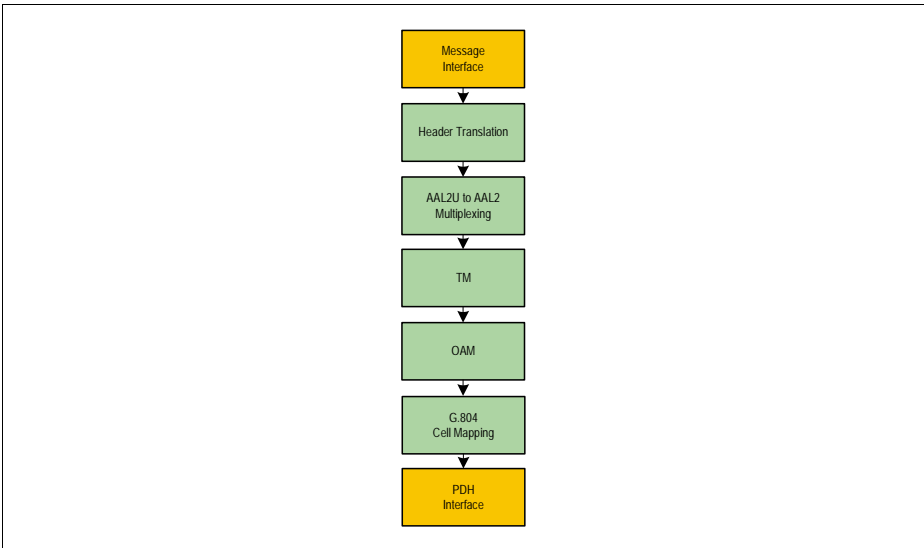 Message
Interface
Header Translation
AAL2U to AAL2
Multiplexing
TM
OAM
G.804
Cell Mapping
PDH
Interface